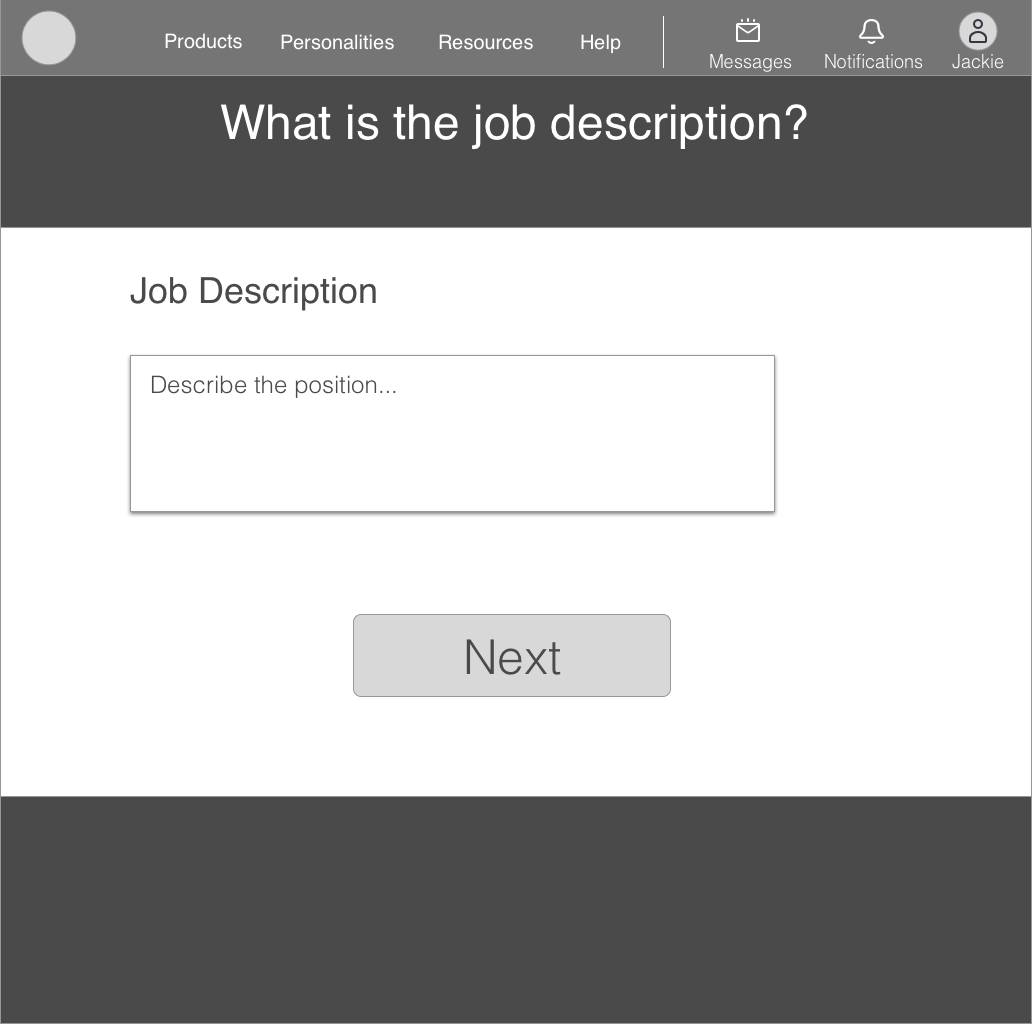 Products Personalities Resources Help
Messages Notifications Jackie
What is the job description?
Job Description
Describe the position...
Next